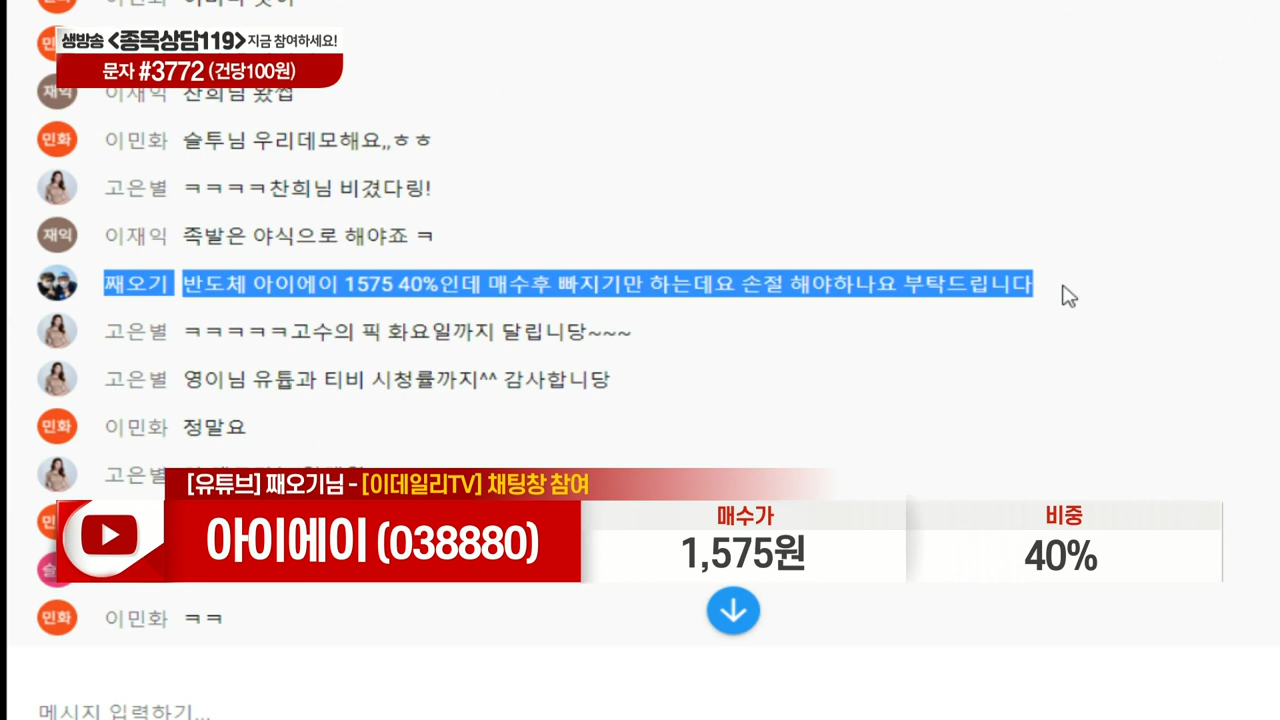 생방송 <종목상담119> 지금 참여하세요!
문자 #3772 (건당100원)
재익 이재익 찬희님 왔썹
민화 이민화 슬투님 우리데모해요,,ㅎㅎ
고은별 ㅋㅋㅋㅋ찬희님 비겼다링!
재익 이재익 족발은 야식으로 해야죠 ㅋ
째오기 반도체 아이에이 1575 40%인데 매수후 빠지기만 하는데요 손절 해야하나요 부탁드립니다
고은별 ㅋㅋㅋㅋㅋ고수의 픽 화요일까지 달립니당~~~
고은별 영이님 유튭과 티비 시청률까지^^ 감사합니당
민화 이민화 정말요
고은별
[유튜브] 째오기님 - [이데일리TV] 채팅창 참여
아이에이 (038880)
매수가
1,575원
비중
40%
민화 이민화 ㅋㅋ
메시지 입력하기...